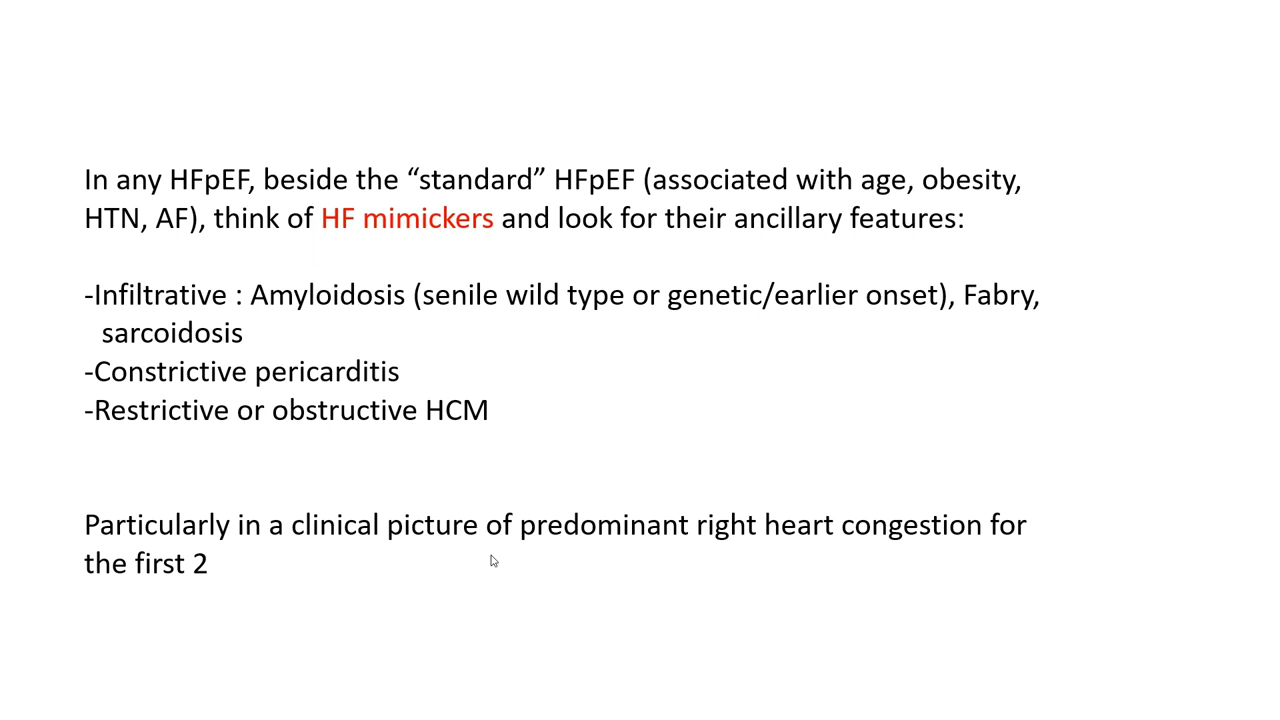 In any HFpEF, beside the “standard” HFpEF (associated with age, obesity,
HTN, AF), think of HF mimickers and look for their ancillary features:
-Infiltrative : Amyloidosis (senile wild type or genetic/earlier onset), Fabry,
sarcoidosis
-Constrictive pericarditis
-Restrictive or obstructive HCM
Particularly in a clinical picture of predominant right heart congestion for
the first 2